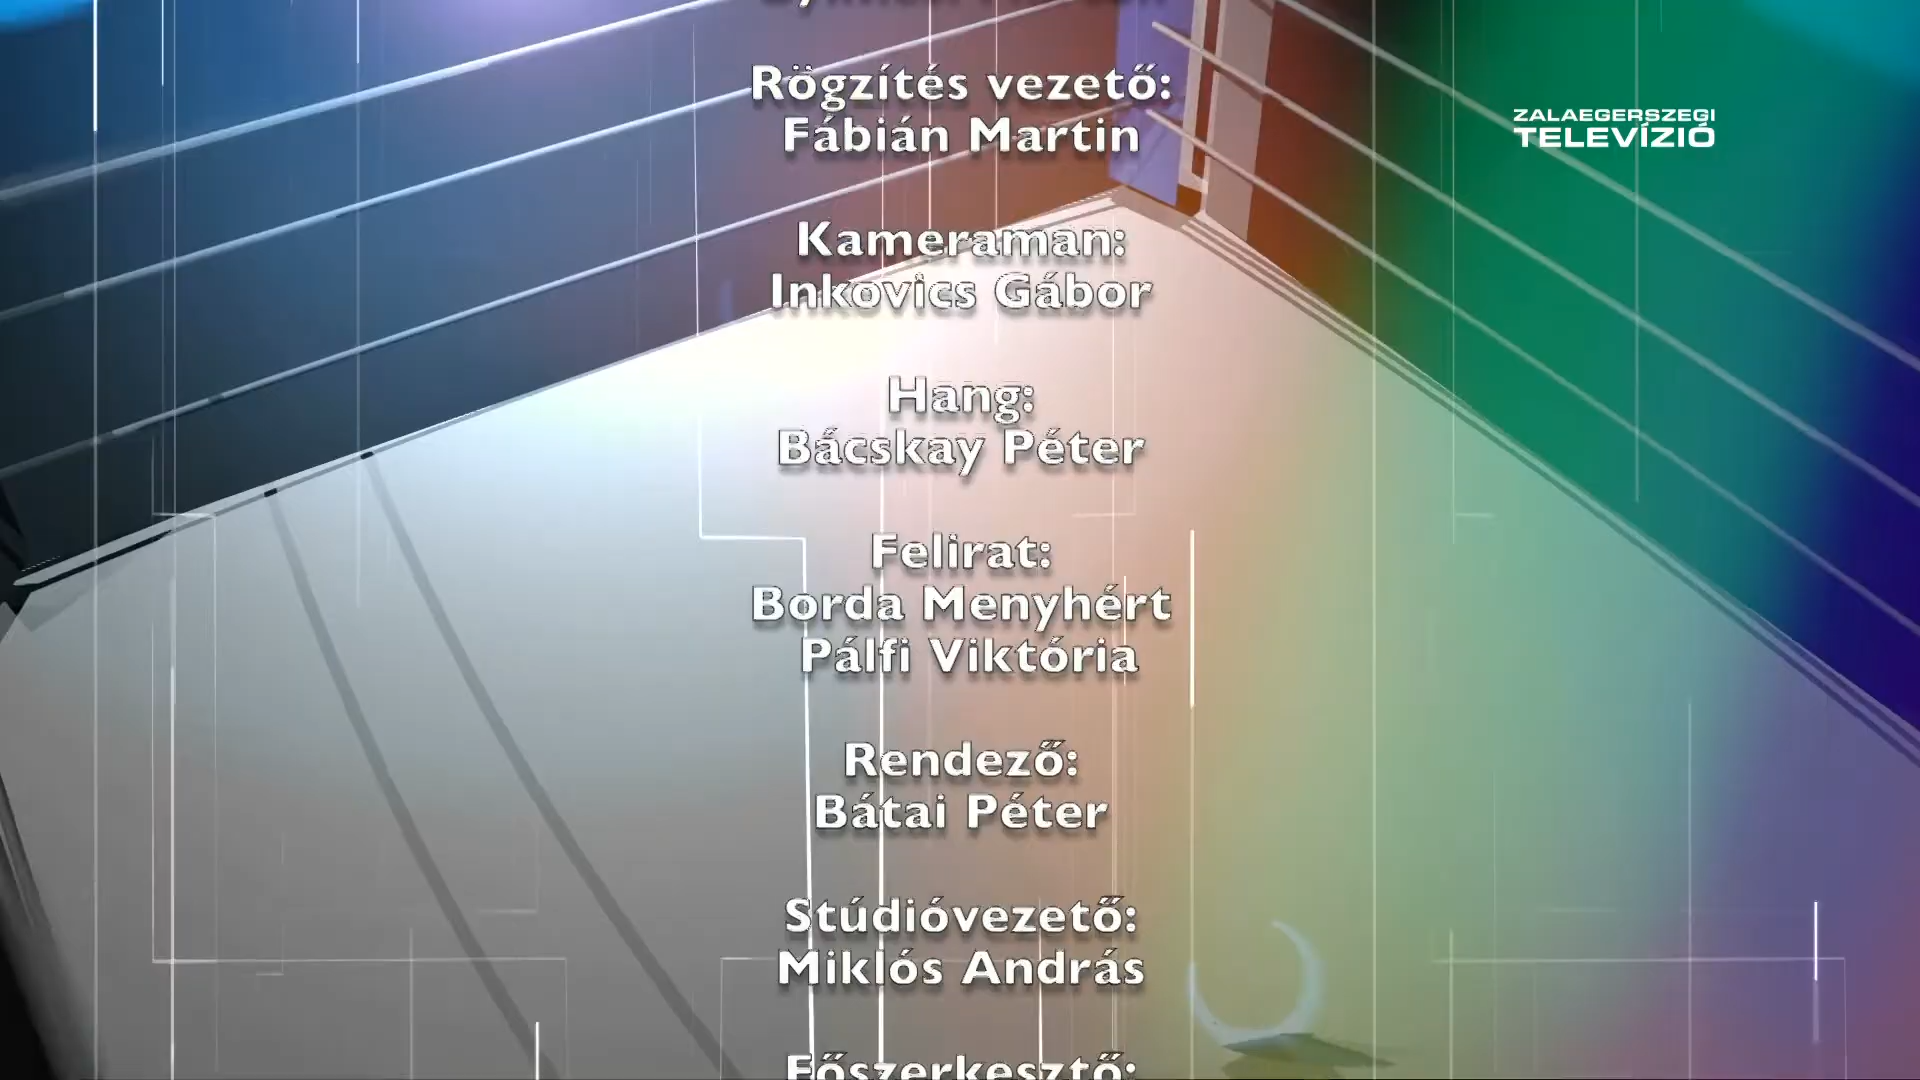 Rögzítés vezető:
Fábián Martin
ZALAEGERSZEGI
TELEVÍZIÓ
Kameraman:
Inkovics Gábor
Hang:
Bácskay Péter
Felirat:
Borda Menyhért
Pálfi Viktória
Rendező:
Bátai Péter
Stúdióvezető:
Miklós András
Főszerkesztő: